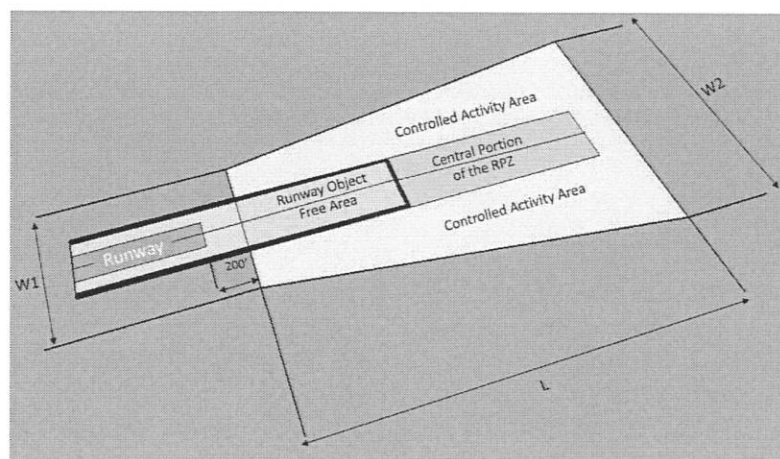 Controlled Activity Area
W2
Central Portion
of the RPZ
Runway Object
Free Area
Controlled Activity Area
Runway
200'
W1
L